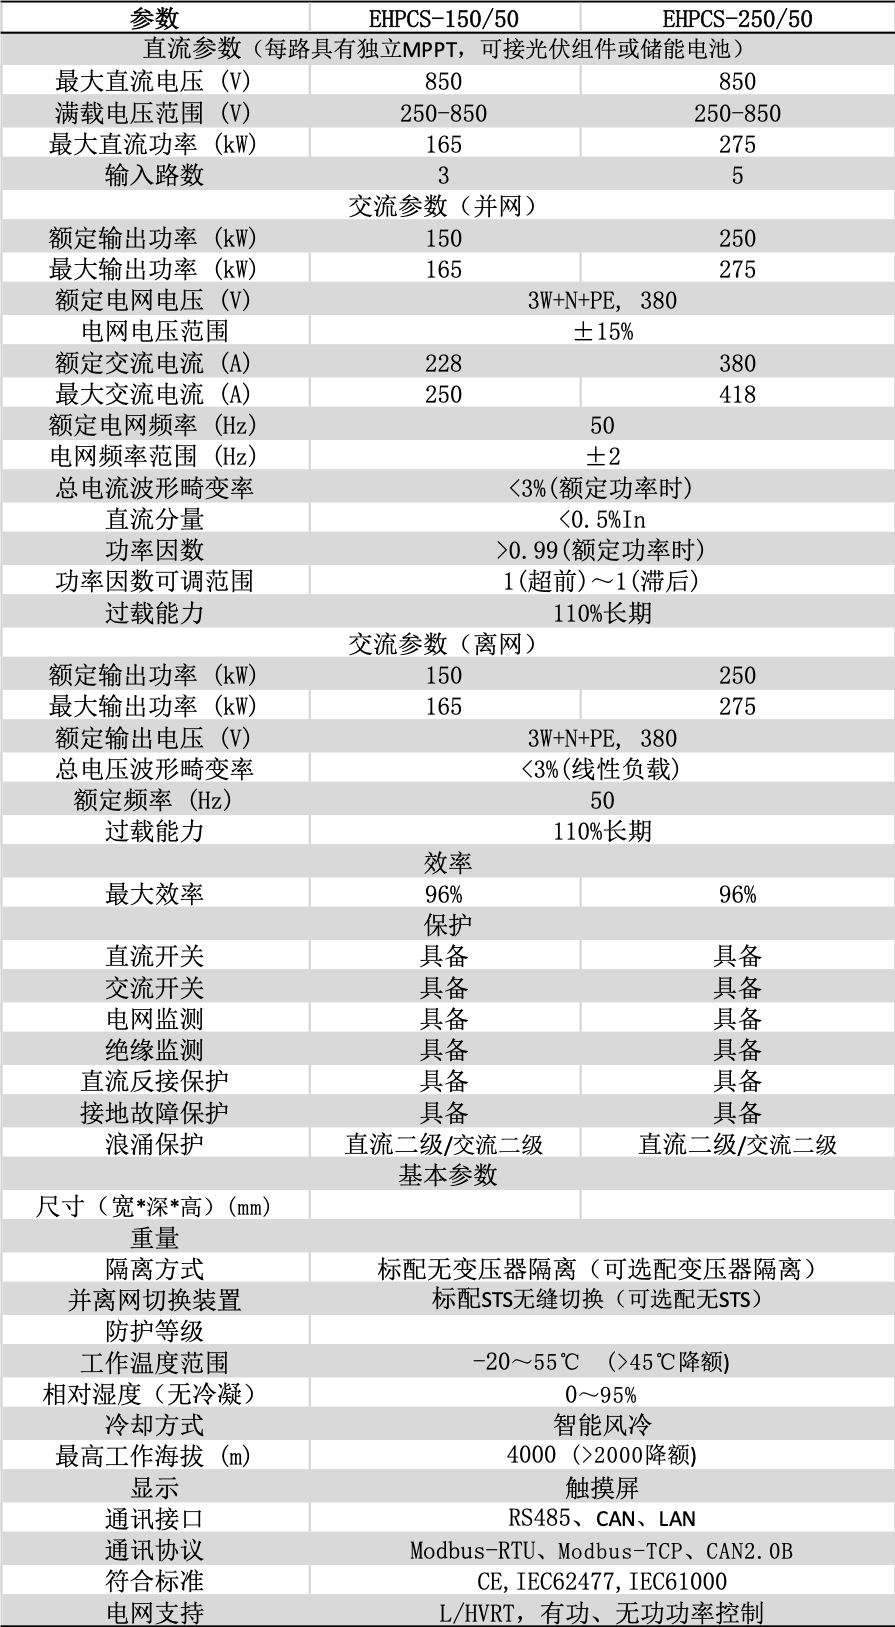 参数 EHPCS-150/50 EHPCS-250/50
直流参数（每路具有独立MPPT，可接光伏组件或储能电池）
最大直流电压 (V) 850 850
满载电压范围 (V) 250-850 250-850
最大直流功率 (kW) 165 275
输入路数 3 5
交流参数（并网）
额定输出功率 (kW) 150 250
最大输出功率 (kW) 165 275
额定电网电压 (V) 3W+N+PE, 380
电网电压范围 ±15%
额定交流电流 (A) 228 380
最大交流电流 (A) 250 418
额定电网频率 (Hz) 50
电网频率范围 (Hz) ±2
总电流波形畸变率 <3%(额定功率时)
直流分量 <0.5%In
功率因数 >0.99(额定功率时)
功率因数可调范围 1(超前)～1(滞后)
过载能力 110%长期
交流参数（离网）
额定输出功率 (kW) 150 250
最大输出功率 (kW) 165 275
额定输出电压 (V) 3W+N+PE, 380
总电压波形畸变率 <3%(线性负载)
额定频率 (Hz) 50
过载能力 110%长期
效率
最大效率 96% 96%
保护
直流开关 具备 具备
交流开关 具备 具备
电网监测 具备 具备
绝缘监测 具备 具备
直流反接保护 具备 具备
接地故障保护 具备 具备
浪涌保护 直流二级/交流二级 直流二级/交流二级
基本参数
尺寸（宽*深*高）(mm)
重量
隔离方式 标配无变压器隔离（可选配变压器隔离）
并离网切换装置 标配STS无缝切换（可选配无STS）
防护等级
工作温度范围 -20～55℃ (>45℃降额)
相对湿度（无冷凝） 0～95%
冷却方式 智能风冷
最高工作海拔 (m) 4000 (>2000降额)
显示 触摸屏
通讯接口 RS485、CAN、LAN
通讯协议 Modbus-RTU、Modbus-TCP、CAN2.0B
符合标准 CE,IEC62477,IEC61000
电网支持 L/HVRT，有功、无功功率控制